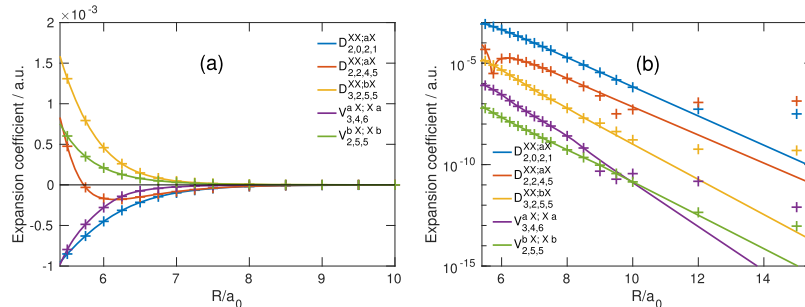 ×10⁻³
2
1.5
1
0.5
0
-0.5
-1
Expansion coefficient / a.u.
6
7
8
9
10
R/a₀
(a)
D^{XX;aX}_{2,0,2,1}
D^{XX;aX}_{2,2,4,5}
D^{XX;bX}_{3,2,5,5}
V^{a X; X a}_{3,4,6}
V^{b X; X b}_{2,5,5}
10⁻⁵
10⁻¹⁰
10⁻¹⁵
Expansion coefficient / a.u.
6
8
10
12
14
R/a₀
(b)
D^{XX;aX}_{2,0,2,1}
D^{XX;aX}_{2,2,4,5}
D^{XX;bX}_{3,2,5,5}
V^{a X; X a}_{3,4,6}
V^{b X; X b}_{2,5,5}